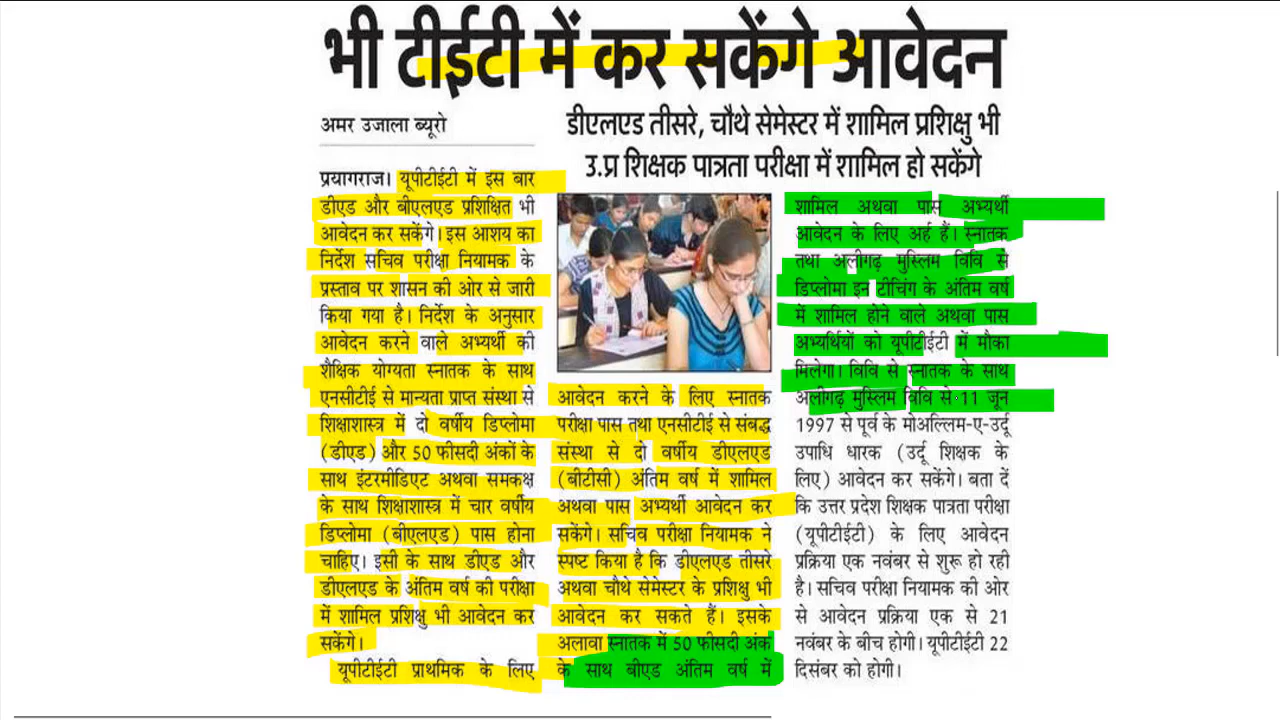 भी टीईटी में कर सकेंगे आवेदन
अमर उजाला ब्यूरो
डीएलएड तीसरे, चौथे सेमेस्टर में शामिल प्रशिक्षु भी
उ.प्र शिक्षक पात्रता परीक्षा में शामिल हो सकेंगे
प्रयागराज। यूपीटीईटी में इस बार
डीएड और बीएलएड प्रशिक्षित भी
आवेदन कर सकेंगे। इस आशय का
निर्देश सचिव परीक्षा नियामक के
प्रस्ताव पर शासन की ओर से जारी
किया गया है। निर्देश के अनुसार
आवेदन करने वाले अभ्यर्थी की
शैक्षिक योग्यता स्नातक के साथ
एनसीटीई से मान्यता प्राप्त संस्था से
शिक्षाशास्त्र में दो वर्षीय डिप्लोमा
(डीएड) और 50 फीसदी अंकों के
साथ इंटरमीडिएट अथवा समकक्ष
के साथ शिक्षाशास्त्र में चार वर्षीय
डिप्लोमा (बीएलएड) पास होना
चाहिए। इसी के साथ डीएड और
डीएलएड के अंतिम वर्ष की परीक्षा
में शामिल प्रशिक्षु भी आवेदन कर
सकेंगे।
यूपीटीईटी प्राथमिक के लिए
आवेदन करने के लिए स्नातक
परीक्षा पास तथा एनसीटीई से संबद्ध
संस्था से दो वर्षीय डीएलएड
(बीटीसी) अंतिम वर्ष में शामिल
अथवा पास अभ्यर्थी आवेदन कर
सकेंगे। सचिव परीक्षा नियामक ने
स्पष्ट किया है कि डीएलएड तीसरे
अथवा चौथे सेमेस्टर के प्रशिक्षु भी
आवेदन कर सकते हैं। इसके
अलावा स्नातक में 50 फीसदी अंक
के साथ बीएड अंतिम वर्ष में
शामिल अथवा पास अभ्यर्थी
आवेदन के लिए अर्ह हैं। स्नातक
तथा अलीगढ़ मुस्लिम विवि से
डिप्लोमा इन टीचिंग के अंतिम वर्ष
में शामिल होने वाले अथवा पास
अभ्यर्थियों को यूपीटीईटी में मौका
मिलेगा। विवि से स्नातक के साथ
अलीगढ़ मुस्लिम विवि से 11 जून
1997 से पूर्व के मोअल्लिम-ए-उर्दू
उपाधि धारक (उर्दू शिक्षक के
लिए) आवेदन कर सकेंगे। बता दें
कि उत्तर प्रदेश शिक्षक पात्रता परीक्षा
(यूपीटीईटी) के लिए आवेदन
प्रक्रिया एक नवंबर से शुरू हो रही
है। सचिव परीक्षा नियामक की ओर
से आवेदन प्रक्रिया एक से 21
नवंबर के बीच होगी। यूपीटीईटी 22
दिसंबर को होगी।